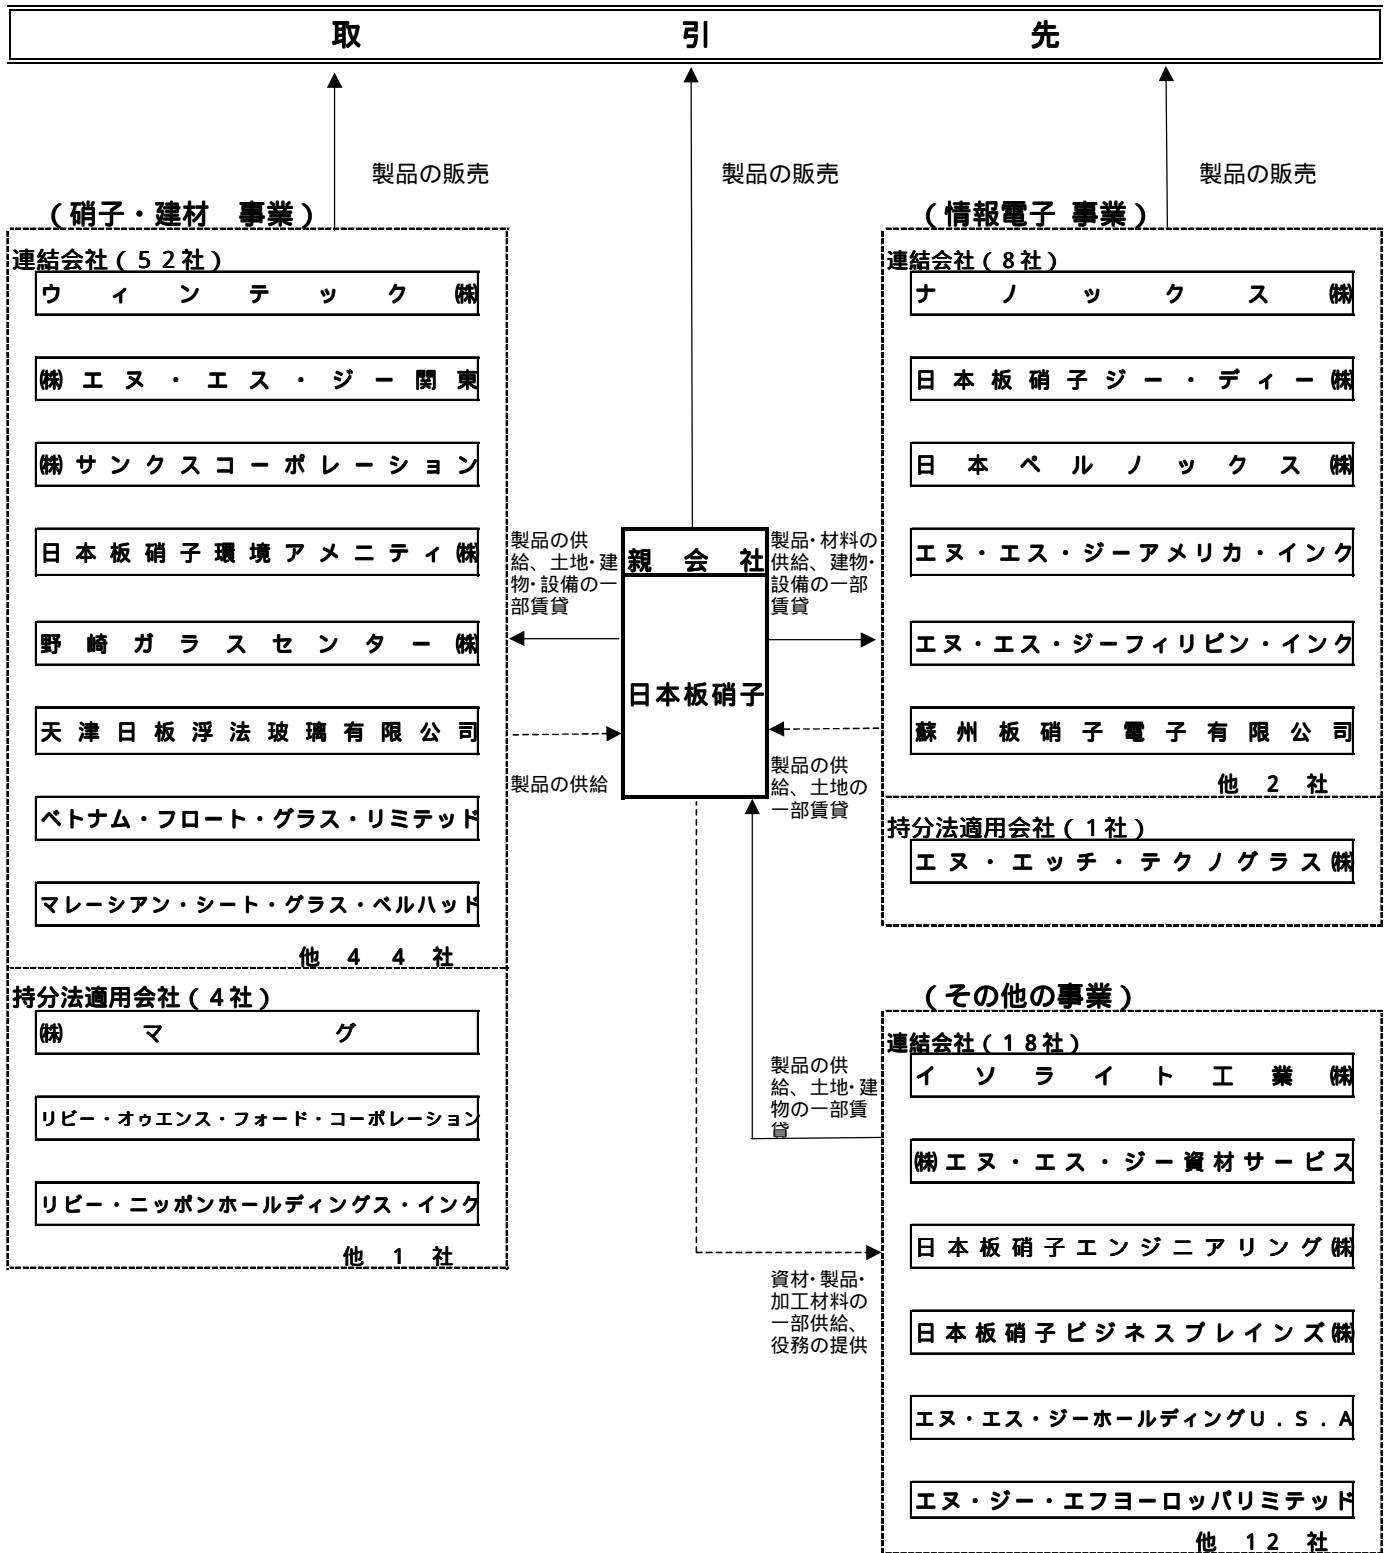 取引先
製品の販売
製品の販売
製品の販売
（硝子・建材　事業）
連結会社（５２社）
ウィンテック㈱
㈱エヌ・エス・ジー関東
㈱サンクスコーポレーション
日本板硝子環境アメニティ㈱
野崎ガラスセンター㈱
天津日板浮法玻璃有限公司
ベトナム・フロート・グラス・リミテッド
マレーシアン・シート・グラス・ベルハッド
他　４　４　社
持分法適用会社（４社）
㈱マグ
リビー・オゥエンス・フォード・コーポレーション
リビー・ニッポンホールディングス・インク
他　１　社
製品の供
給、土地・建
物・設備の一
部賃貸
製品の供給
親会社
日本板硝子
製品・材料の
供給、建物・
設備の一部
賃貸
製品の供
給、土地の
一部賃貸
製品の供
給、土地・建
物の一部賃
貸
資材・製品・
加工材料の
一部供給、
役務の提供
（情報電子 事業）
連結会社（８社）
ナノックス㈱
日本板硝子ジー・ディー㈱
日本ペルノックス㈱
エヌ・エス・ジーアメリカ・インク
エヌ・エス・ジーフィリピン・インク
蘇州板硝子電子有限公司
他　２　社
持分法適用会社（１社）
エヌ・エッチ・テクノグラス㈱
（その他の事業）
連結会社（１８社）
イソライト工業㈱
㈱エヌ・エス・ジー資材サービス
日本板硝子エンジニアリング㈱
日本板硝子ビジネスブレインズ㈱
エヌ・エス・ジーホールディングＵ．Ｓ．Ａ
エヌ・ジー・エフヨーロッパリミテッド
他　１２　社